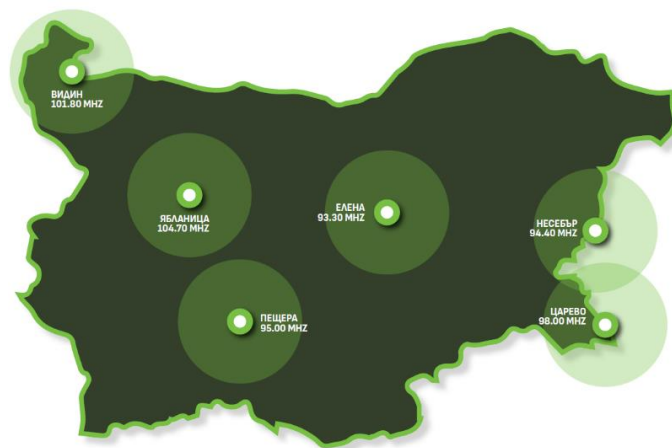 ВИДИН
101.80 MHZ
ЯБЛАНИЦА
104.70 MHZ
ЕЛЕНА
93.30 MHZ
НЕСЕБЪР
94.40 MHZ
ПЕЩЕРА
95.00 MHZ
ЦАРЕВО
98.00 MHZ